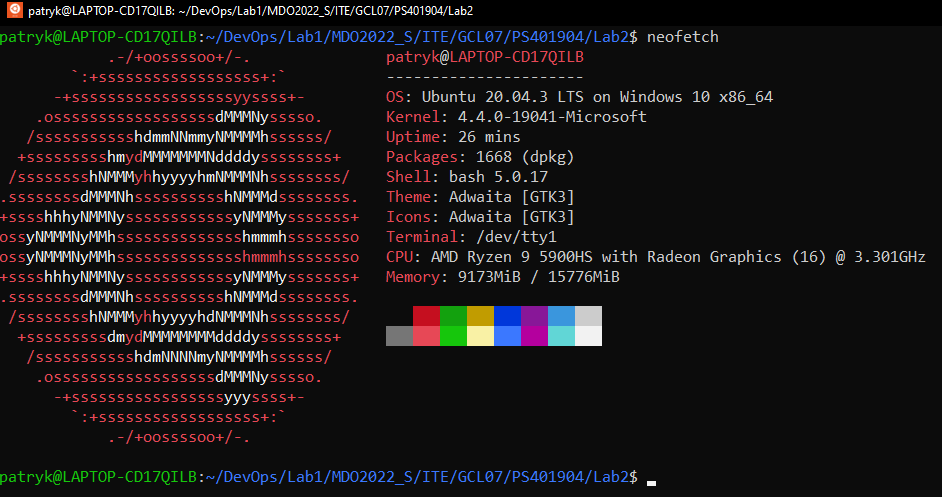 patryk@LAPTOP-CD17QILB: ~/DevOps/Lab1/MDO2022_S/ITE/GCL07/PS401904/Lab2
patryk@LAPTOP-CD17QILB:~/DevOps/Lab1/MDO2022_S/ITE/GCL07/PS401904/Lab2$ neofetch
            .-/+oossssoo+/-.               patryk@LAPTOP-CD17QILB
        `:+ssssssssssssssssss+:`           ----------------------
      -+ssssssssssssssssssyyssss+-         OS: Ubuntu 20.04.3 LTS on Windows 10 x86_64
    .ossssssssssssssssssdMMMNysssso.       Kernel: 4.4.0-19041-Microsoft
   /ssssssssssshdmmNNmmyNMMMMhssssss/      Uptime: 26 mins
  +ssssssssshmydMMMMMMMNddddyssssssss+     Packages: 1668 (dpkg)
 /sssssssshNMMMyhhyyyyhmNMMMNhssssssss/    Shell: bash 5.0.17
.ssssssssdMMMNhsssssssssshNMMMdssssssss.   Theme: Adwaita [GTK3]
+sssshhhyNMMNyssssssssssssyNMMMysssssss+   Icons: Adwaita [GTK3]
ossyNMMMNyMMhsssssssssssssshmmmhssssssso   Terminal: /dev/tty1
ossyNMMMNyMMhsssssssssssssshmmmhssssssso   CPU: AMD Ryzen 9 5900HS with Radeon Graphics (16) @ 3.301GHz
+sssshhhyNMMNyssssssssssssyNMMMysssssss+   Memory: 9173MiB / 15776MiB
.ssssssssdMMMNhsssssssssshNMMMdssssssss.
 /sssssssshNMMMyhhyyyyhdNMMMNhssssssss/
  +sssssssssdmydMMMMMMMMddddyssssssss+
   /ssssssssssshdmNNNNmyNMMMMhssssss/
    .ossssssssssssssssssdMMMNysssso.
      -+sssssssssssssssssyyyssss+-
        `:+ssssssssssssssssss+:`
            .-/+oossssoo+/-.
patryk@LAPTOP-CD17QILB:~/DevOps/Lab1/MDO2022_S/ITE/GCL07/PS401904/Lab2$